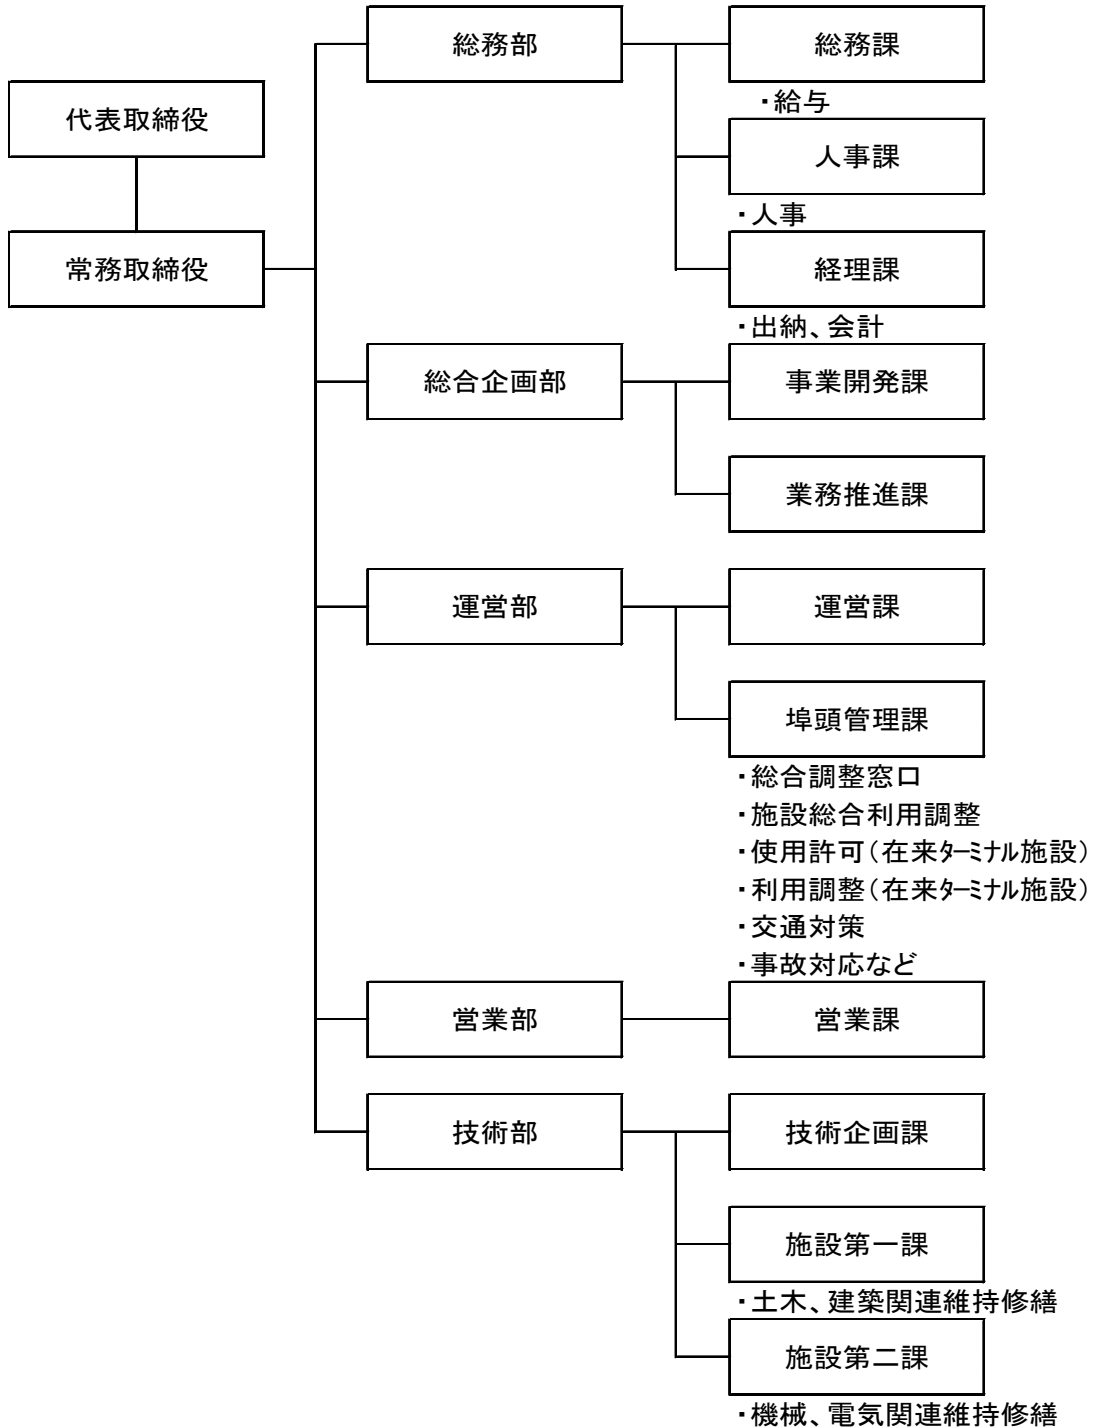 総務部
総務課
・給与
代表取締役
人事課
・人事
常務取締役
経理課
・出納、会計
総合企画部
事業開発課
業務推進課
運営部
運営課
埠頭管理課
・総合調整窓口
・施設総合利用調整
・使用許可（在来ﾀｰﾐﾅﾙ施設）
・利用調整（在来ﾀｰﾐﾅﾙ施設）
・交通対策
・事故対応など
営業部
営業課
技術部
技術企画課
施設第一課
・土木、建築関連維持修繕
施設第二課
・機械、電気関連維持修繕